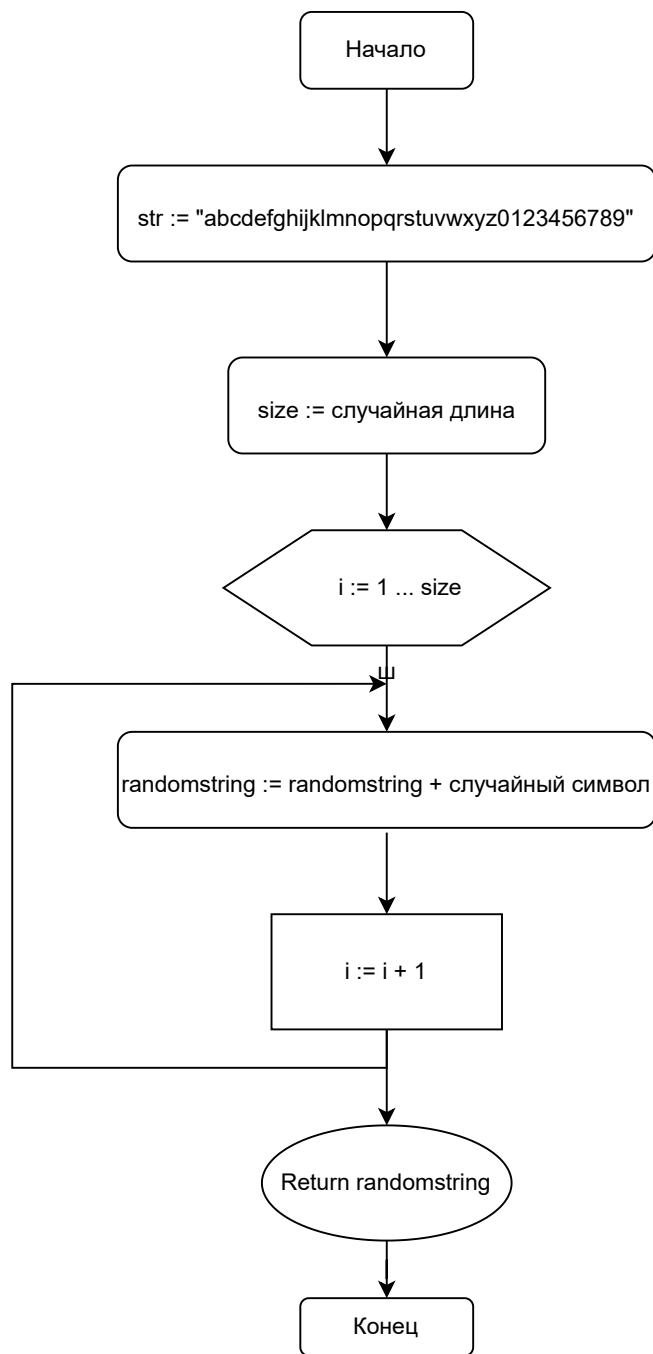 Начало
str := "abcdefghijklmnopqrstuvwxyz0123456789"
size := случайная длина
i := 1 ... size
ш
randomstring := randomstring + случайный символ
i := i + 1
Return randomstring
Конец